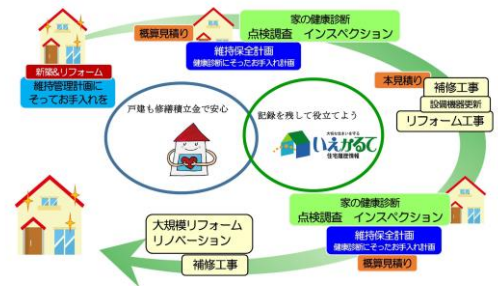 概算見積り
家の健康診断
点検調査　インスペクション
維持保全計画
健康診断にそったお手入れ計画
新築&リフォーム
維持管理計画に
そってお手入れを
本見積り
補修工事
設備機器更新
リフォーム工事
戸建も修繕積立金で安心
記録を残して役立てよう
大切な住まいを守る
いえかるて
住宅履歴情報
家の健康診断
点検調査　インスペクション
維持保全計画
健康診断にそったお手入れ計画
概算見積り
大規模リフォーム
リノベーション
補修工事